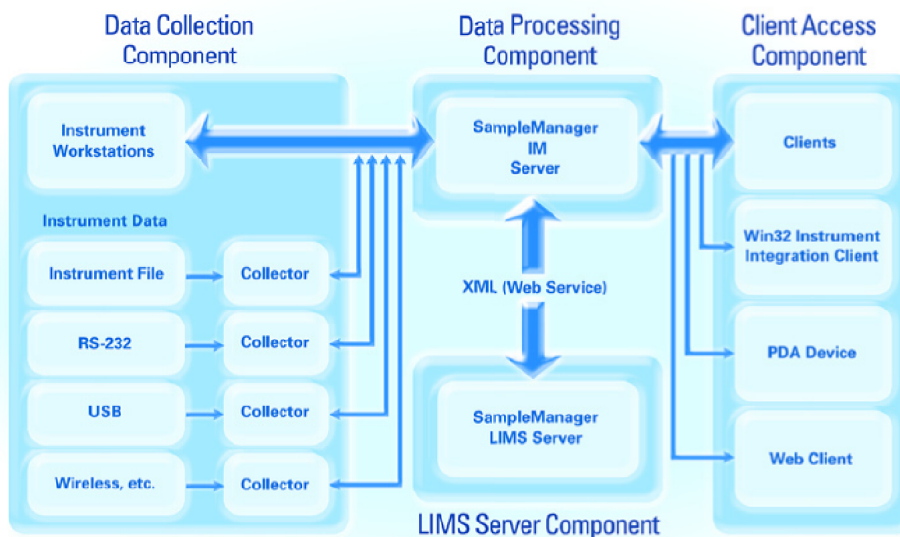 Data Collection
Component
Data Processing
Component
Client Access
Component
Instrument
Workstations
SampleManager
IM
Server
Clients
Instrument Data
Instrument File
Collector
RS-232
Collector
USB
Collector
Wireless, etc.
Collector
XML (Web Service)
SampleManager
LIMS Server
LIMS Server Component
Win32 Instrument
Integration Client
PDA Device
Web Client